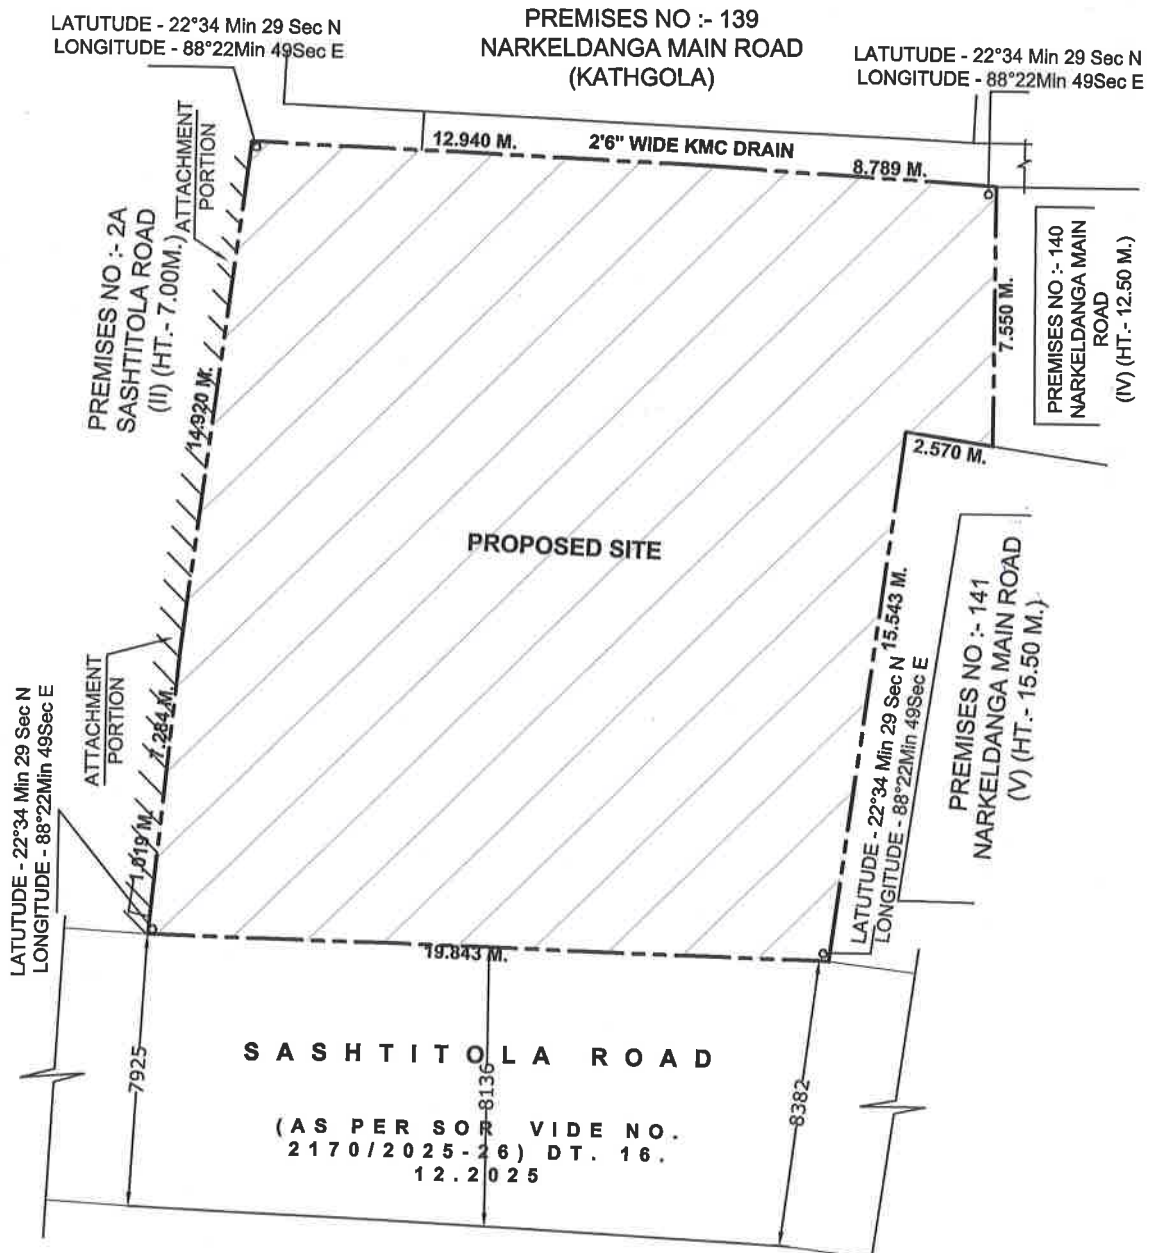 LATUTUDE - 22°34 Min 29 Sec N
LONGITUDE - 88°22Min 49Sec E
PREMISES NO :- 139
NARKELDANGA MAIN ROAD
(KATHGOLA)
LATUTUDE - 22°34 Min 29 Sec N
LONGITUDE - 88°22Min 49Sec E
12.940 M.
2'6" WIDE KMC DRAIN
8.789 M.
ATTACHMENT
PORTION
PREMISES NO :- 2A
SASHTITOLA ROAD
(II) (HT.- 7.00M.)
14.920 M.
7.550 M.
PREMISES NO :- 140
NARKELDANGA MAIN
ROAD
(IV) (HT.- 12.50 M.)
2.570 M.
PROPOSED SITE
15.543 M.
PREMISES NO :- 141
NARKELDANGA MAIN ROAD
(V) (HT.- 15.50 M.)
ATTACHMENT
PORTION
1.284 M.
1.019 M.
LATUTUDE - 22°34 Min 29 Sec N
LONGITUDE - 88°22Min 49Sec E
LATUTUDE - 22°34 Min 29 Sec N
LONGITUDE - 88°22Min 49Sec E
19.843 M.
7925
8136
8382
SASHTITOLA ROAD
(AS PER SOR VIDE NO.
2170/2025-26) DT. 16.
12.2025